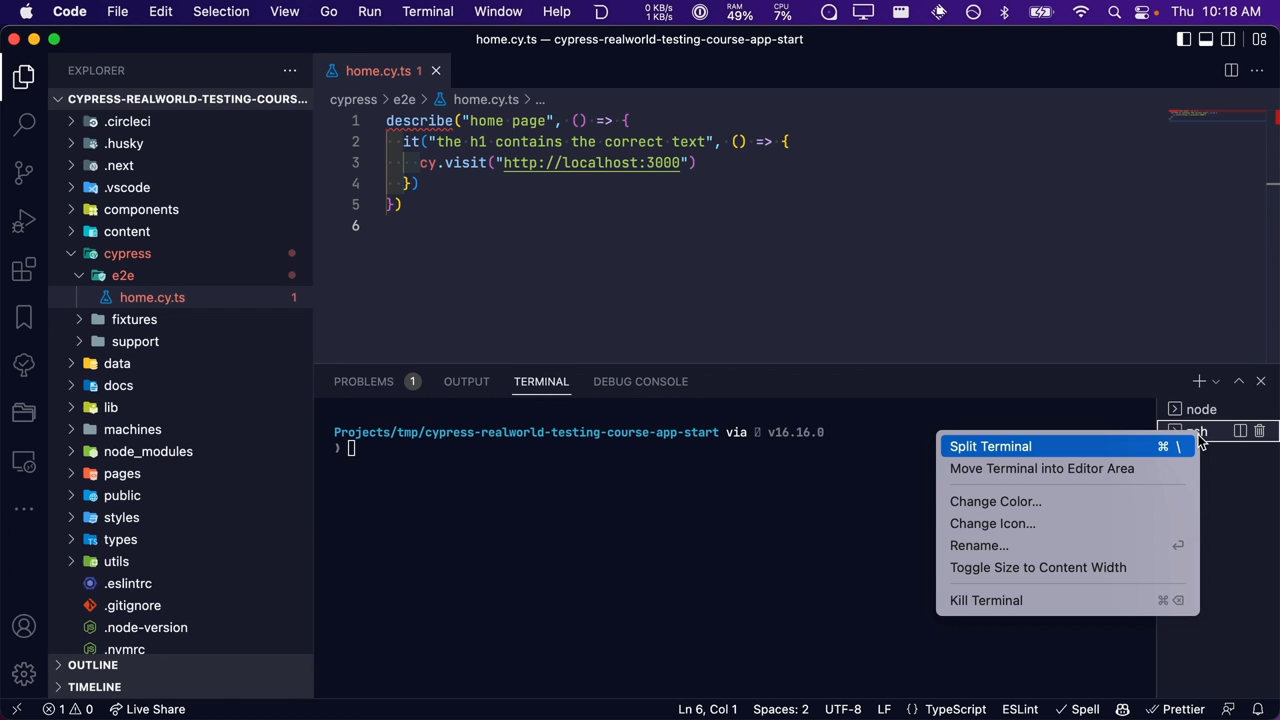 Code File Edit Selection View Go Run Terminal Window Help 0 KB/s 1 KB/s RAM 49% CPU 7% Thu 10:18 AM
home.cy.ts — cypress-realworld-testing-course-app-start
EXPLORER
home.cy.ts 1
CYPRESS-REALWORLD-TESTING-COURS...
cypress > e2e > home.cy.ts > ...
.circleci
.husky
.next
.vscode
components
content
cypress
e2e
home.cy.ts 1
fixtures
support
data
docs
lib
machines
node_modules
pages
public
styles
types
utils
.eslintrc
.gitignore
.node-version
.nvmrc
OUTLINE
TIMELINE
1 describe("home page", () => {
2 it("the h1 contains the correct text", () => {
3 cy.visit("http://localhost:3000")
4 })
5 })
6
PROBLEMS 1 OUTPUT TERMINAL DEBUG CONSOLE
node
Projects/tmp/cypress-realworld-testing-course-app-start via v16.16.0
Split Terminal ⌘ \
Move Terminal into Editor Area
Change Color...
Change Icon...
Rename...
Toggle Size to Content Width
Kill Terminal ⌘ ⌫
1 0 Live Share Ln 6, Col 1 Spaces: 2 UTF-8 LF {} TypeScript ESLint Spell Prettier